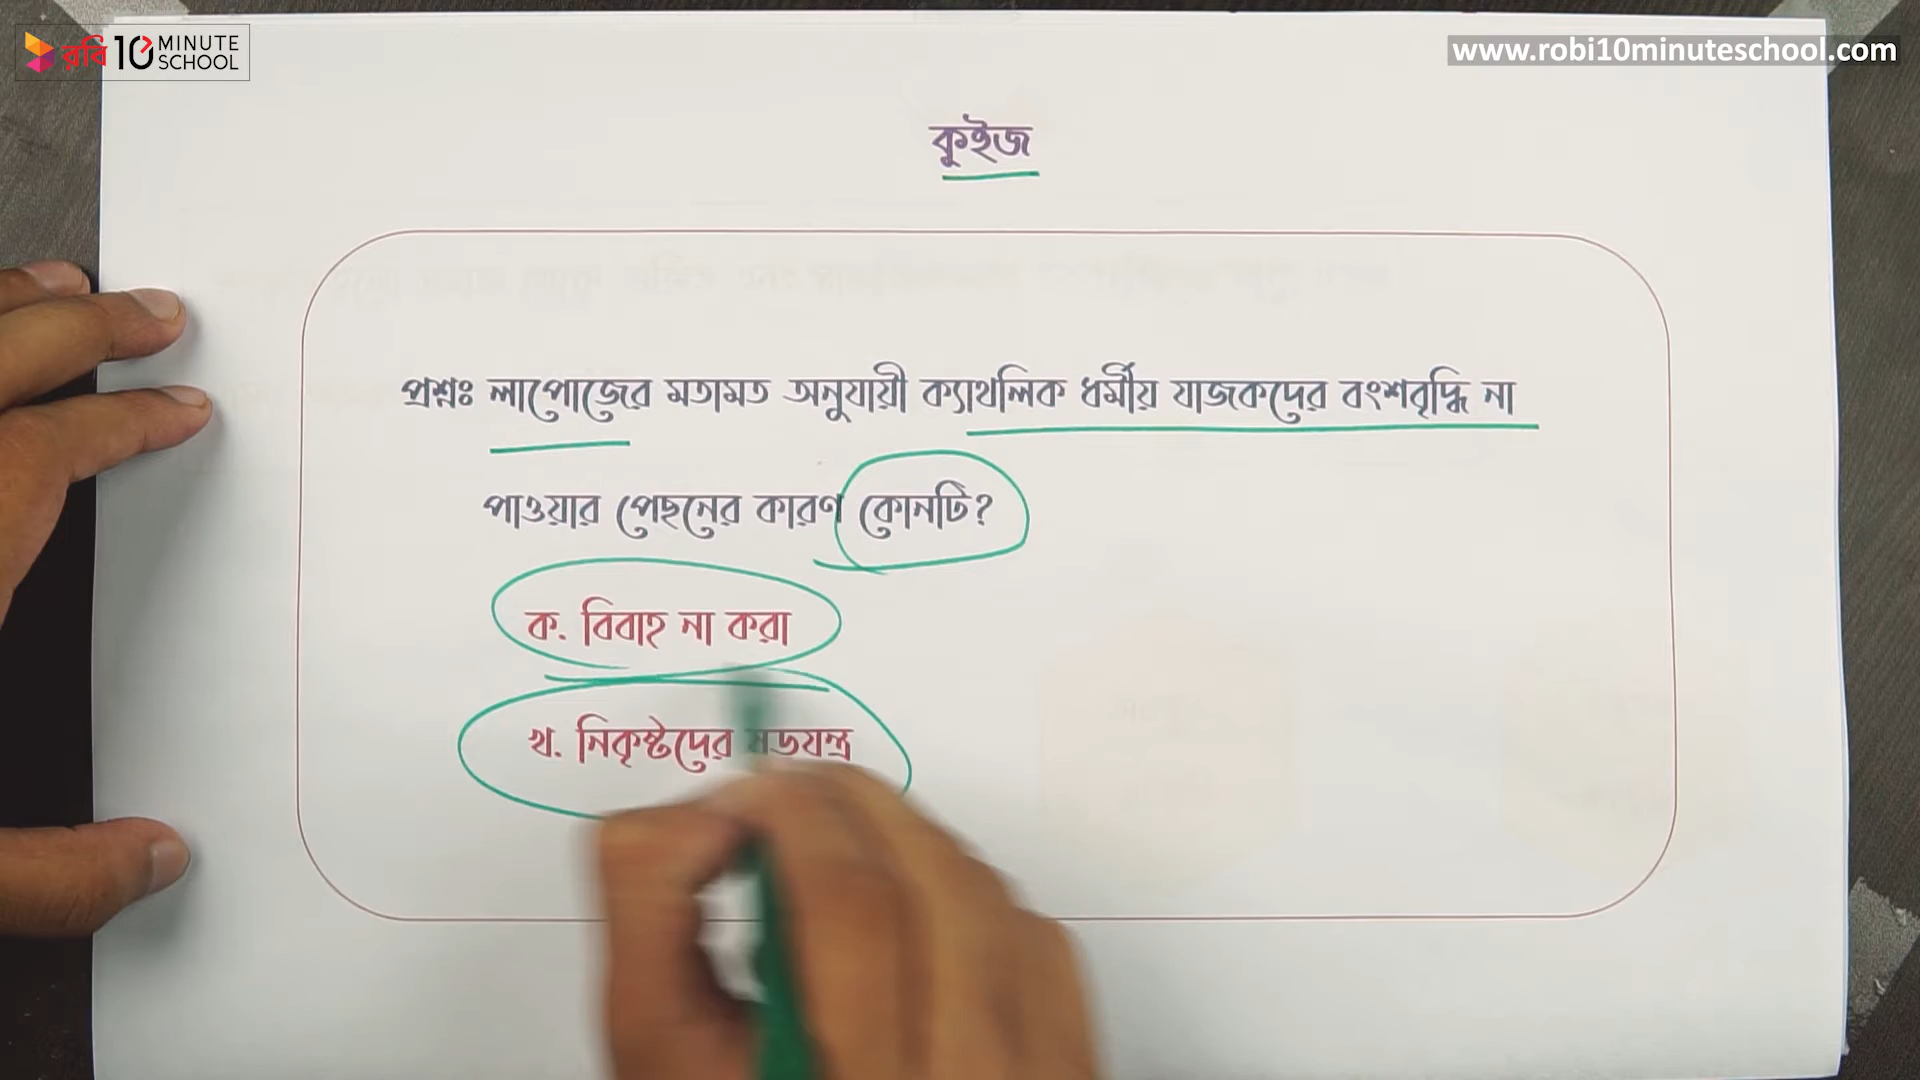 রবি 10 MINUTE SCHOOL
www.robi10minuteschool.com
কুইজ
প্রশ্নঃ লাপোজের মতামত অনুযায়ী ক্যাথলিক ধর্মীয় যাজকদের বংশবৃদ্ধি না
পাওয়ার পেছনের কারণ কোনটি?
ক. বিবাহ না করা
খ. নিকৃষ্টদের ষড়যন্ত্র